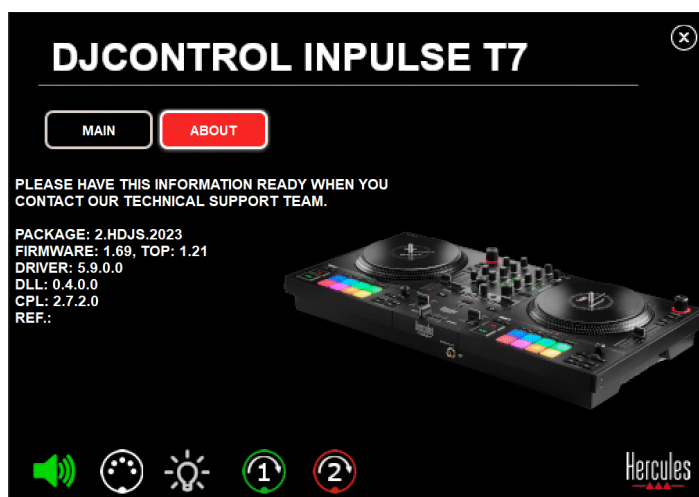 DJCONTROL INPULSE T7
MAIN
ABOUT
PLEASE HAVE THIS INFORMATION READY WHEN YOU
CONTACT OUR TECHNICAL SUPPORT TEAM.
PACKAGE: 2.HDJS.2023
FIRMWARE: 1.69, TOP: 1.21
DRIVER: 5.9.0.0
DLL: 0.4.0.0
CPL: 2.7.2.0
REF.:
1
2
Hercules